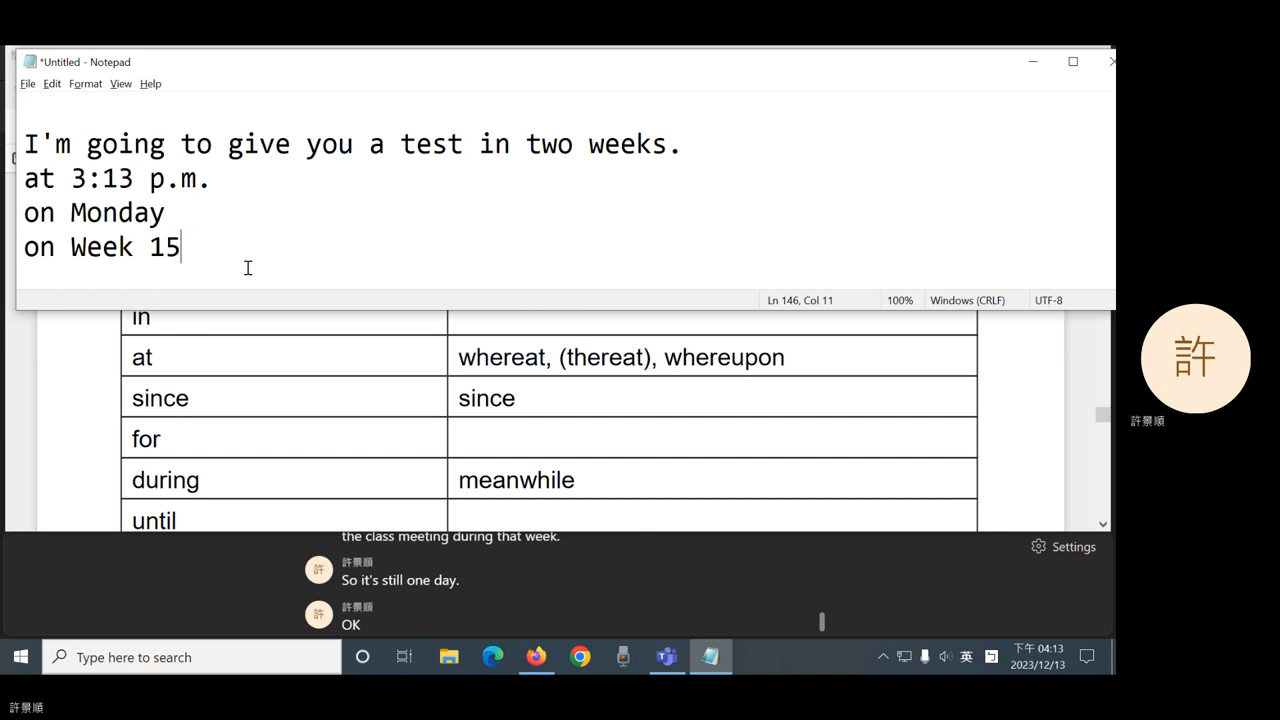 *Untitled - Notepad
File Edit Format View Help
I'm going to give you a test in two weeks.
at 3:13 p.m.
on Monday
on Week 15
Ln 146, Col 11 100% Windows (CRLF) UTF-8
in
at whereat, (thereat), whereupon
since since
for
during meanwhile
until
the class meeting during that week.
許景順
So it's still one day.
許景順
OK
許
許
Settings
許
許景順
Type here to search
英
下午 04:13
2023/12/13
許景順